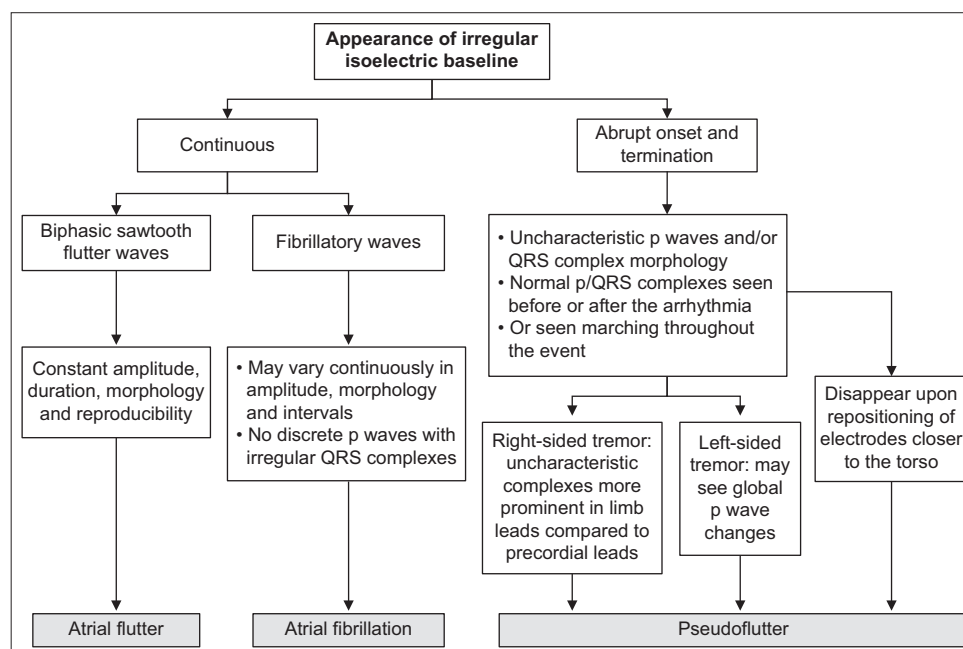 Appearance of irregular
isoelectric baseline
Continuous
Abrupt onset and
termination
Biphasic sawtooth
flutter waves
Fibrillatory waves
• Uncharacteristic p waves and/or
QRS complex morphology
• Normal p/QRS complexes seen
before or after the arrhythmia
• Or seen marching throughout
the event
Constant amplitude,
duration, morphology
and reproducibility
• May vary continuously in
amplitude, morphology
and intervals
• No discrete p waves with
irregular QRS complexes
Right-sided tremor:
uncharacteristic
complexes more
prominent in limb
leads compared to
precordial leads
Left-sided
tremor: may
see global
p wave
changes
Disappear upon
repositioning of
electrodes closer
to the torso
Atrial flutter
Atrial fibrillation
Pseudoflutter